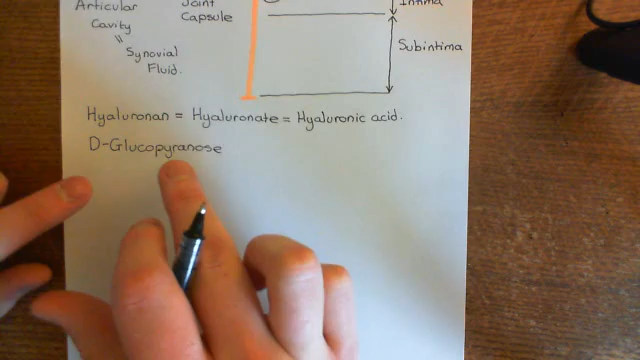 Articular
Cavity
=
Synovial
Fluid.
Joint
Capsule
Intima
Subintima
Hyaluronan = Hyaluronate = Hyaluronic acid.
D-Glucopyranose